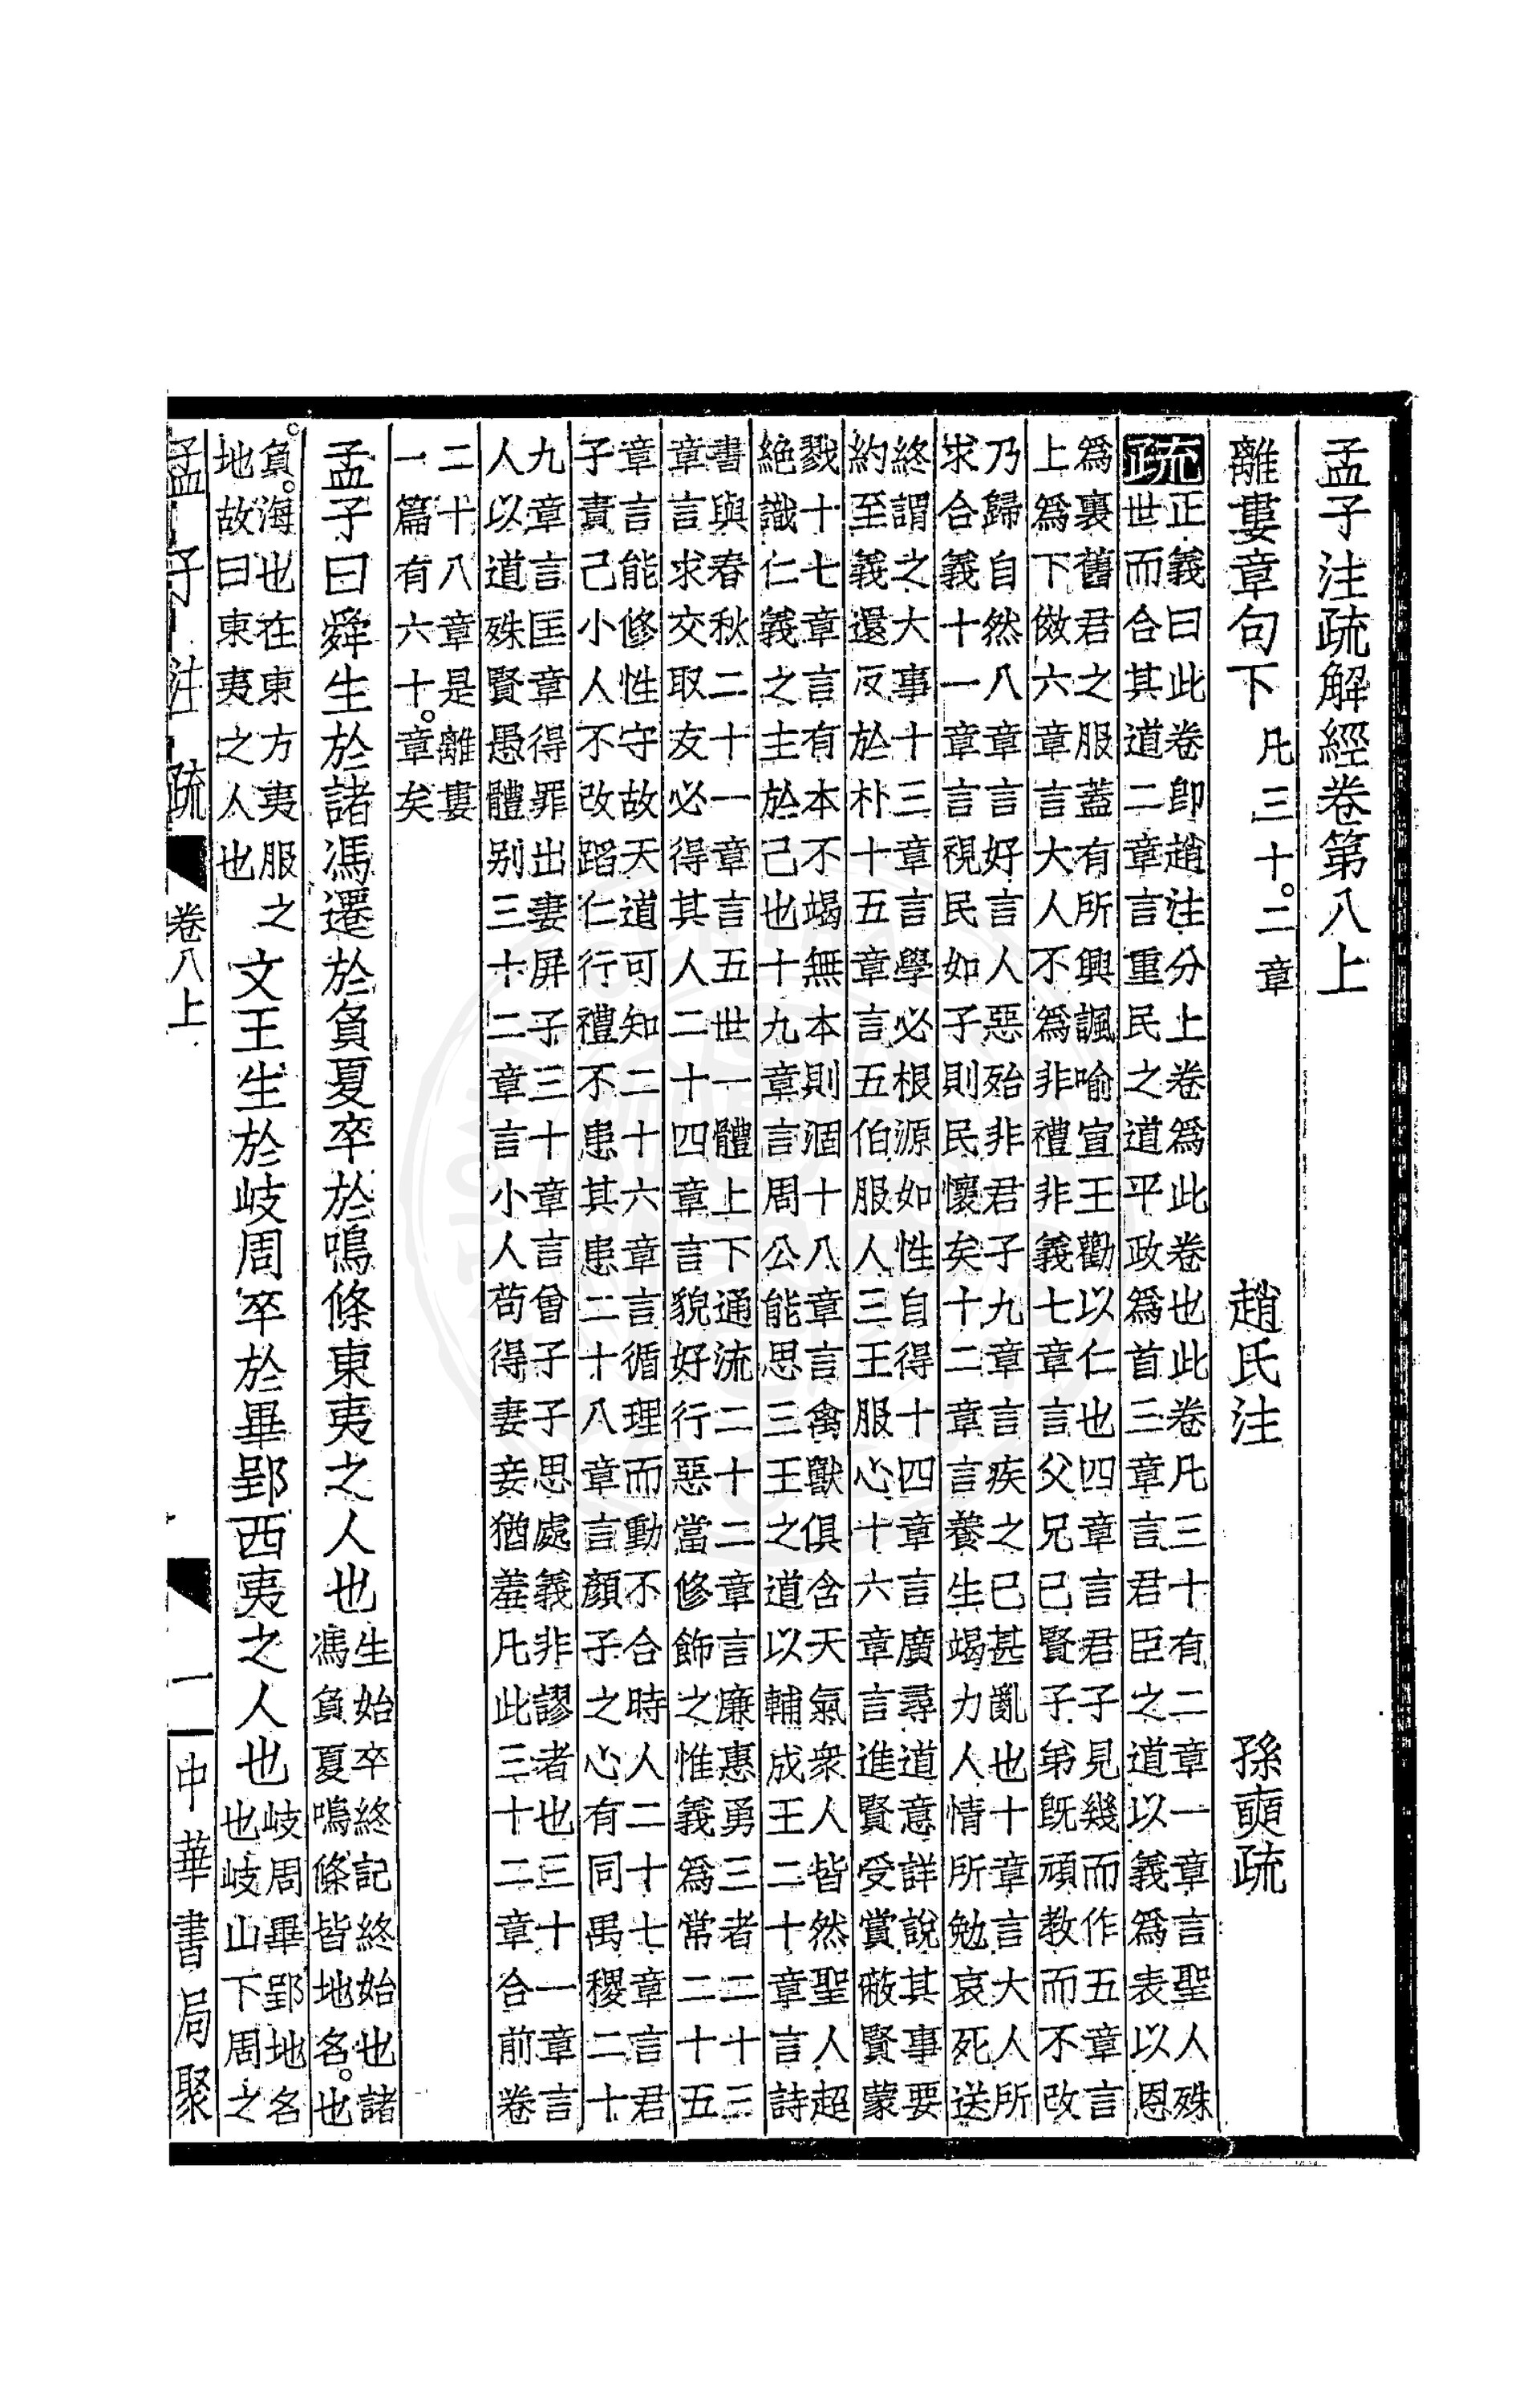 孟子注疏解經卷第八上
離婁章句下 凡三十。二章 趙氏注 孫奭疏
疏 正義曰此卷卽趙注分上卷爲此卷也此卷凡三十有二章一章言聖人殊
世而合其道二章言重民之道平政爲首三章言君臣之道以義爲表以恩
爲裏舊君之服蓋有所興諷喻宣王勸以仁也四章言君子見幾而作五章言
上爲下傚六章言大人不爲非禮非義七章言父兄已賢子弟旣頑教而不改
乃歸自然八章言好言人惡殆非君子九章言疾之已甚亂也十章言大人所
求合義十一章言視民如子則民懷矣十二章言養生竭力人情所勉哀死送
終謂之大事十三章言學必根源如性自得十四章言廣尋道意詳說其事要
約至義還反於朴十五章言五伯服人三王服心十六章言進賢受賞蔽賢蒙
戮十七章言有本不竭無本則涸十八章言禽獸俱含天氣衆人皆然聖人超
絶識仁義之主於己也十九章言周公能思三王之道以輔成王二十章言詩
書與春秋二十一章言五世一體上下通流二十二章言廉惠勇三者二十三
章言求交取友必得其人二十四章言貌好行惡當修飾之惟義爲常二十五
章言能修性守故天道可知二十六章言循理而動不合時人二十七章言君
子責己小人不改蹈仁行禮不患其患二十八章言顏子之心有同禹稷二十
九章言匡章得罪出妻屏子三十章言曾子子思處義非謬者也三十一章言
人以道殊賢愚體别三十二章言小人苟得妻妾猶羞凡此三十二章合前卷
二十八章是離婁
一篇有六十。章矣
孟子曰舜生於諸馮遷於負夏卒於鳴條東夷之人也
生始卒終記終始也諸
馮負夏鳴條皆地名。也
負。海也在東方夷服之
地故曰東夷之人也
文王生於岐周卒於畢郢西夷之人也
岐周畢郢地名
也岐山下周之
孟子注疏 卷八上 一 中華書局聚